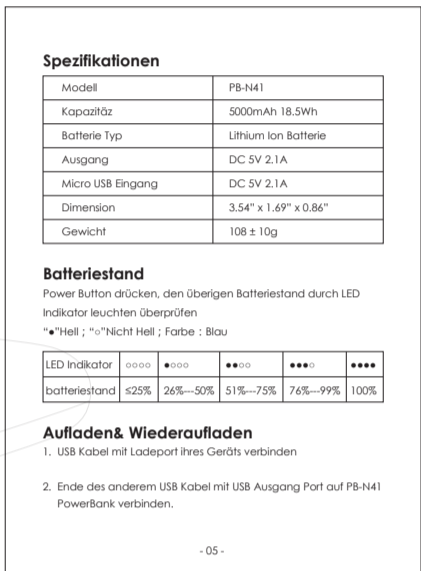 Spezifikationen
Modell PB-N41
Kapazitäz 5000mAh 18.5Wh
Batterie Typ Lithium Ion Batterie
Ausgang DC 5V 2.1A
Micro USB Eingang DC 5V 2.1A
Dimension 3.54" x 1.69" x 0.86"
Gewicht 108 ± 10g
Batteriestand
Power Button drücken, den überigen Batteriestand durch LED
Indikator leuchten überprüfen
“●”Hell ; “○”Nicht Hell ; Farbe : Blau
LED Indikator ○○○○ ●○○○ ●●○○ ●●●○ ●●●●
batteriestand ≤25% 26%---50% 51%---75% 76%---99% 100%
Aufladen& Wiederaufladen
1. USB Kabel mit Ladeport ihres Geräts verbinden
2. Ende des anderem USB Kabel mit USB Ausgang Port auf PB-N41
PowerBank verbinden.
- 05 -